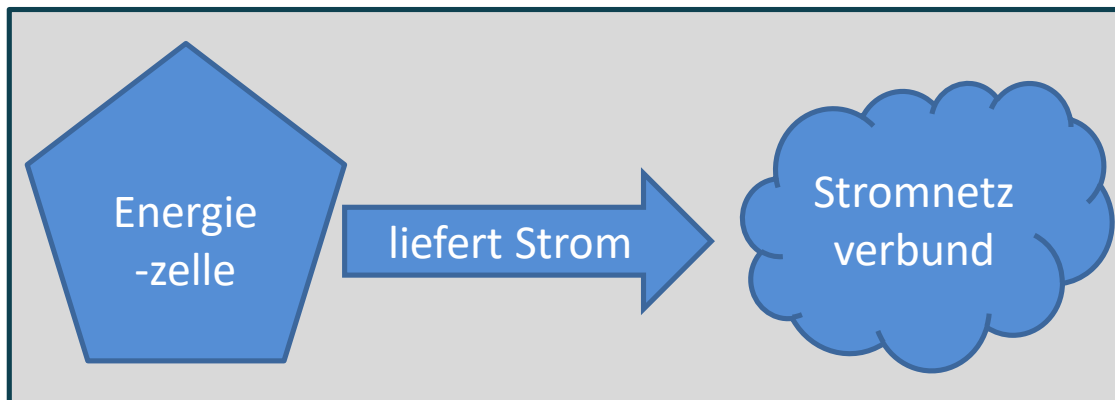 Energie
-zelle
liefert Strom
Stromnetz
verbund